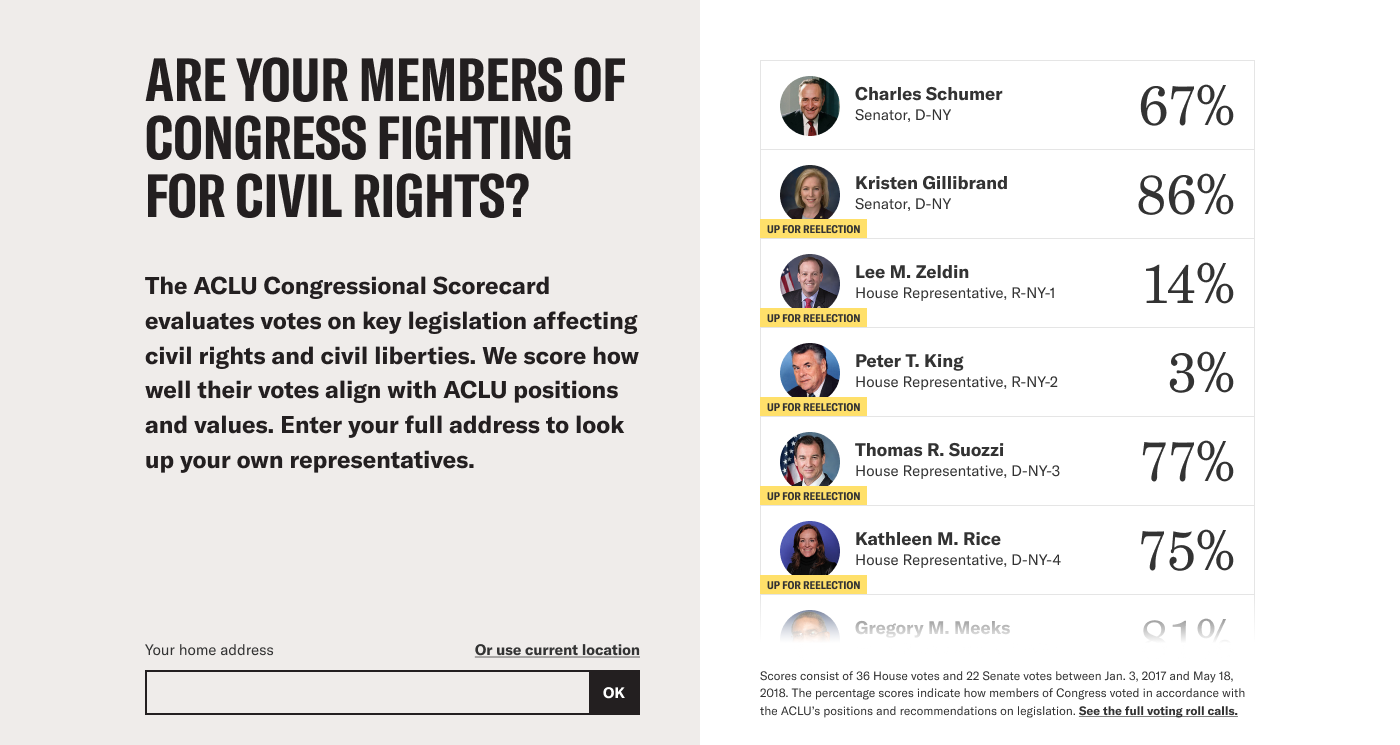 ARE YOUR MEMBERS OF
CONGRESS FIGHTING
FOR CIVIL RIGHTS?
The ACLU Congressional Scorecard
evaluates votes on key legislation affecting
civil rights and civil liberties. We score how
well their votes align with ACLU positions
and values. Enter your full address to look
up your own representatives.
Your home address
Or use current location
OK
Charles Schumer
Senator, D-NY
67%
Kristen Gillibrand
Senator, D-NY
86%
UP FOR REELECTION
Lee M. Zeldin
House Representative, R-NY-1
14%
UP FOR REELECTION
Peter T. King
House Representative, R-NY-2
3%
UP FOR REELECTION
Thomas R. Suozzi
House Representative, D-NY-3
77%
UP FOR REELECTION
Kathleen M. Rice
House Representative, D-NY-4
75%
UP FOR REELECTION
Gregory M. Meeks
81%
Scores consist of 36 House votes and 22 Senate votes between Jan. 3, 2017 and May 18,
2018. The percentage scores indicate how members of Congress voted in accordance with
the ACLU's positions and recommendations on legislation. See the full voting roll calls.